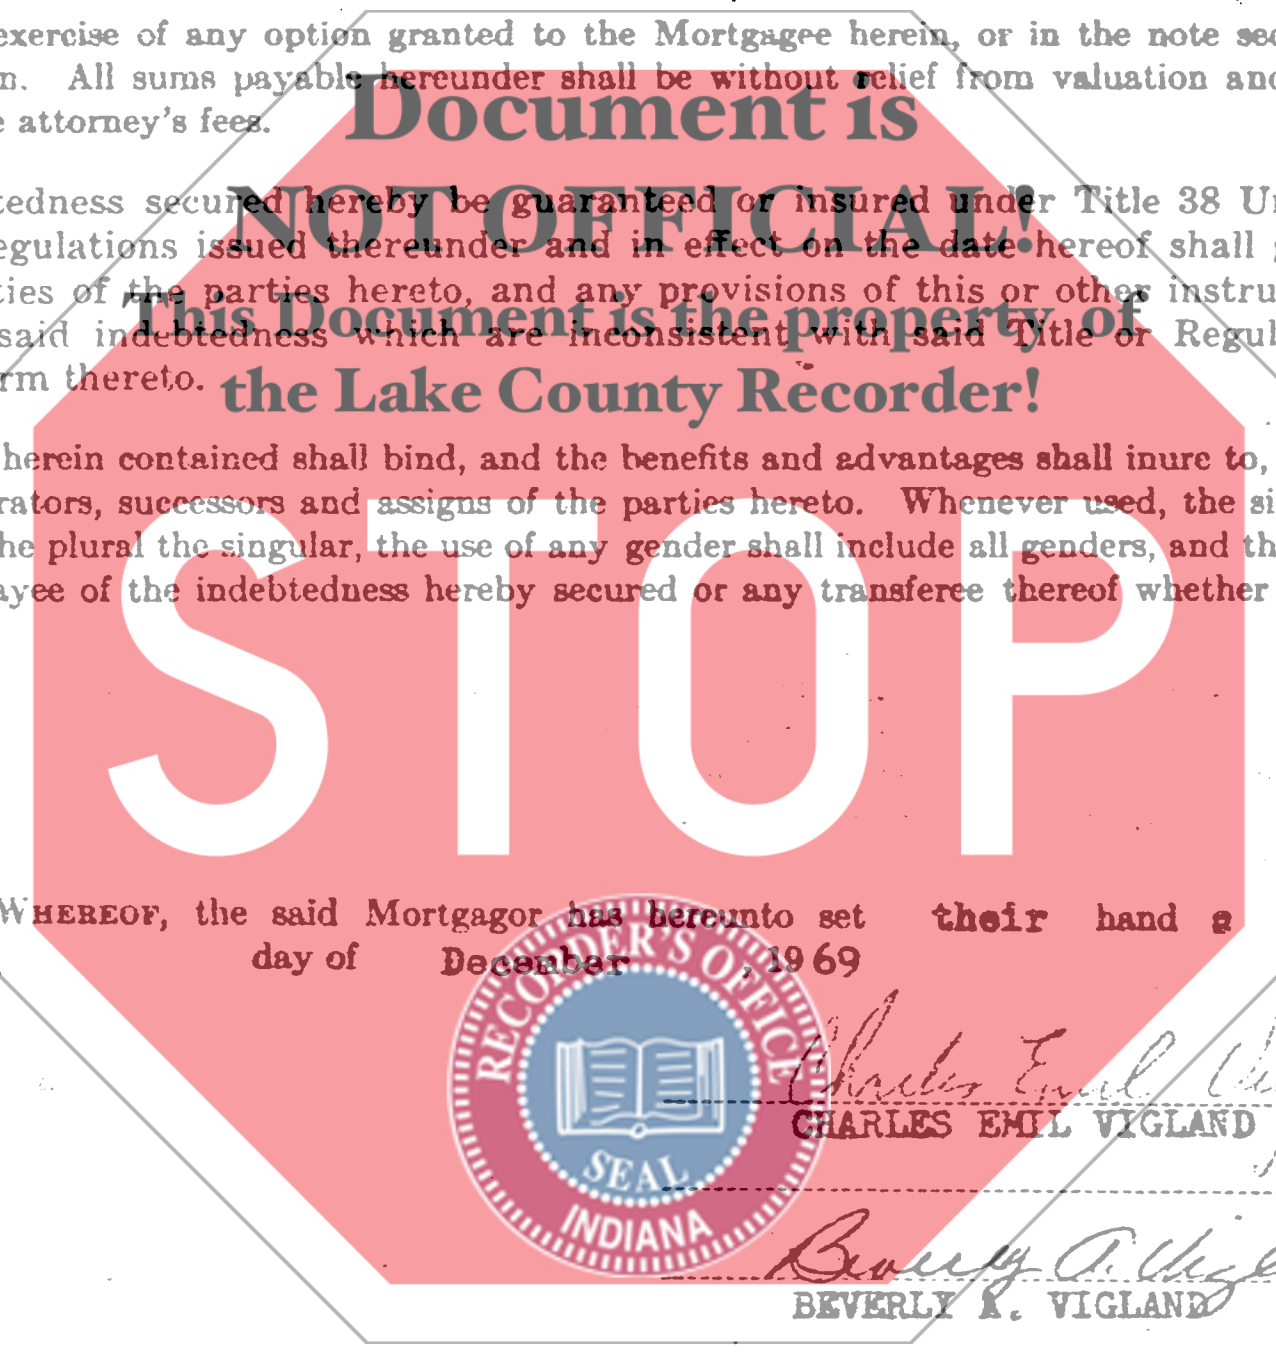 exercise of any option granted to the Mortgagee herein, or in the note
n. All sums payable hereunder shall be without relief from valuation and
attorney's fees.
Document is
tedness secured hereby be guaranteed or insured under Title 38
NOT OFFICIAL!
egulations issued thereunder and in effect on the date hereof shall
ties of the parties hereto, and any provisions of this or other instru
This Document is the property of
said indebtedness which are inconsistent with said Title or Regul
rm thereto.
the Lake County Recorder!
herein contained shall bind, and the benefits and advantages shall inure to,
rators, successors and assigns of the parties hereto. Whenever used, the si
he plural the singular, the use of any gender shall include all genders, and th
ayee of the indebtedness hereby secured or any transferee thereof whether
STOP
WHEREOF, the said Mortgagor has hereunto set their hand
day of December , 1969
RECORDER'S OFFICE
SEAL
INDIANA
Charles Emil
CHARLES EMIL VIGLAND
Beverly A.
BEVERLY A. VIGLAND